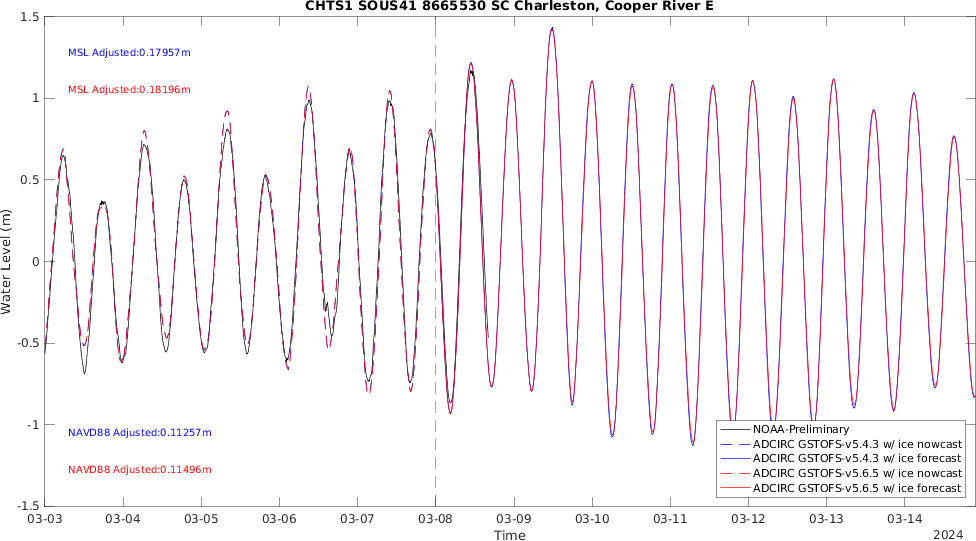 CHTS1 SOUS41 8665530 SC Charleston, Cooper River E
1.5
1
0.5
0
-0.5
-1
-1.5
Water Level (m)
MSL Adjusted:0.17957m
MSL Adjusted:0.18196m
NAVD88 Adjusted:0.11257m
NAVD88 Adjusted:0.11496m
NOAA-Preliminary
ADCIRC GSTOFS-v5.4.3 w/ ice nowcast
ADCIRC GSTOFS-v5.4.3 w/ ice forecast
ADCIRC GSTOFS-v5.6.5 w/ ice nowcast
ADCIRC GSTOFS-v5.6.5 w/ ice forecast
03-03 03-04 03-05 03-06 03-07 03-08 03-09 03-10 03-11 03-12 03-13 03-14
Time
2024